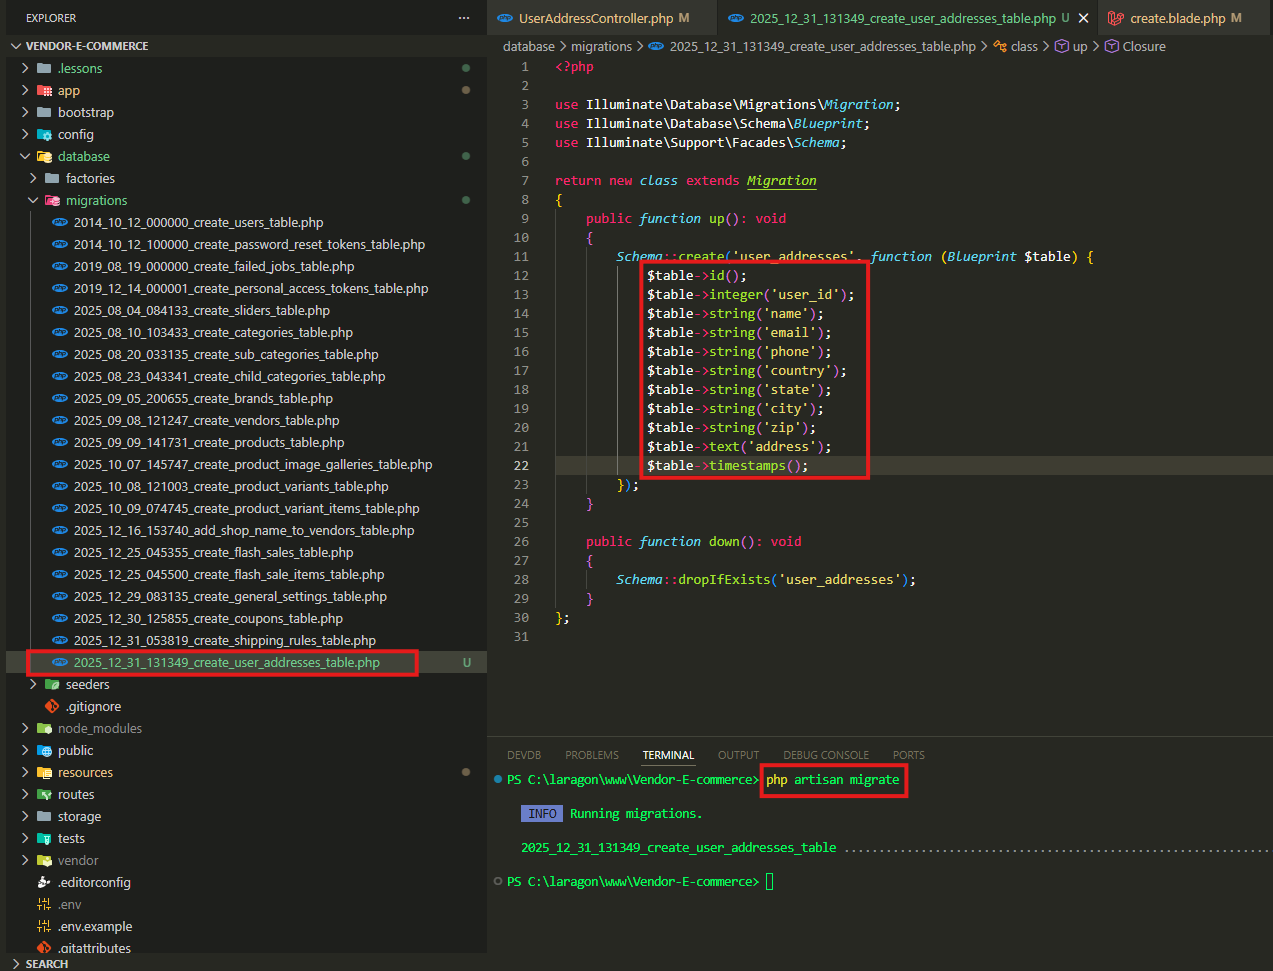 EXPLORER
VENDOR-E-COMMERCE
.lessons
app
bootstrap
config
database
factories
migrations
2014_10_12_000000_create_users_table.php
2014_10_12_100000_create_password_reset_tokens_table.php
2019_08_19_000000_create_failed_jobs_table.php
2019_12_14_000001_create_personal_access_tokens_table.php
2025_08_04_084133_create_sliders_table.php
2025_08_10_103433_create_categories_table.php
2025_08_20_033135_create_sub_categories_table.php
2025_08_23_043341_create_child_categories_table.php
2025_09_05_200655_create_brands_table.php
2025_09_08_121247_create_vendors_table.php
2025_09_09_141731_create_products_table.php
2025_10_07_145747_create_product_image_galleries_table.php
2025_10_08_121003_create_product_variants_table.php
2025_10_09_074745_create_product_variant_items_table.php
2025_12_16_153740_add_shop_name_to_vendors_table.php
2025_12_25_045355_create_flash_sales_table.php
2025_12_25_045500_create_flash_sale_items_table.php
2025_12_29_083135_create_general_settings_table.php
2025_12_30_125855_create_coupons_table.php
2025_12_31_053819_create_shipping_rules_table.php
2025_12_31_131349_create_user_addresses_table.php U
seeders
.gitignore
node_modules
public
resources
routes
storage
tests
vendor
.editorconfig
.env
.env.example
.gitattributes
SEARCH
UserAddressController.php M
2025_12_31_131349_create_user_addresses_table.php U
create.blade.php M
database > migrations > 2025_12_31_131349_create_user_addresses_table.php > class > up > Closure
1 <?php
2
3 use Illuminate\Database\Migrations\Migration;
4 use Illuminate\Database\Schema\Blueprint;
5 use Illuminate\Support\Facades\Schema;
6
7 return new class extends Migration
8 {
9 public function up(): void
10 {
11 Schema::create('user_addresses', function (Blueprint $table) {
12 $table->id();
13 $table->integer('user_id');
14 $table->string('name');
15 $table->string('email');
16 $table->string('phone');
17 $table->string('country');
18 $table->string('state');
19 $table->string('city');
20 $table->string('zip');
21 $table->text('address');
22 $table->timestamps();
23 });
24 }
25
26 public function down(): void
27 {
28 Schema::dropIfExists('user_addresses');
29 }
30 };
31
DEVDB PROBLEMS TERMINAL OUTPUT DEBUG CONSOLE PORTS
PS C:\laragon\www\Vendor-E-commerce> php artisan migrate
INFO Running migrations.
2025_12_31_131349_create_user_addresses_table .......................................................
PS C:\laragon\www\Vendor-E-commerce>